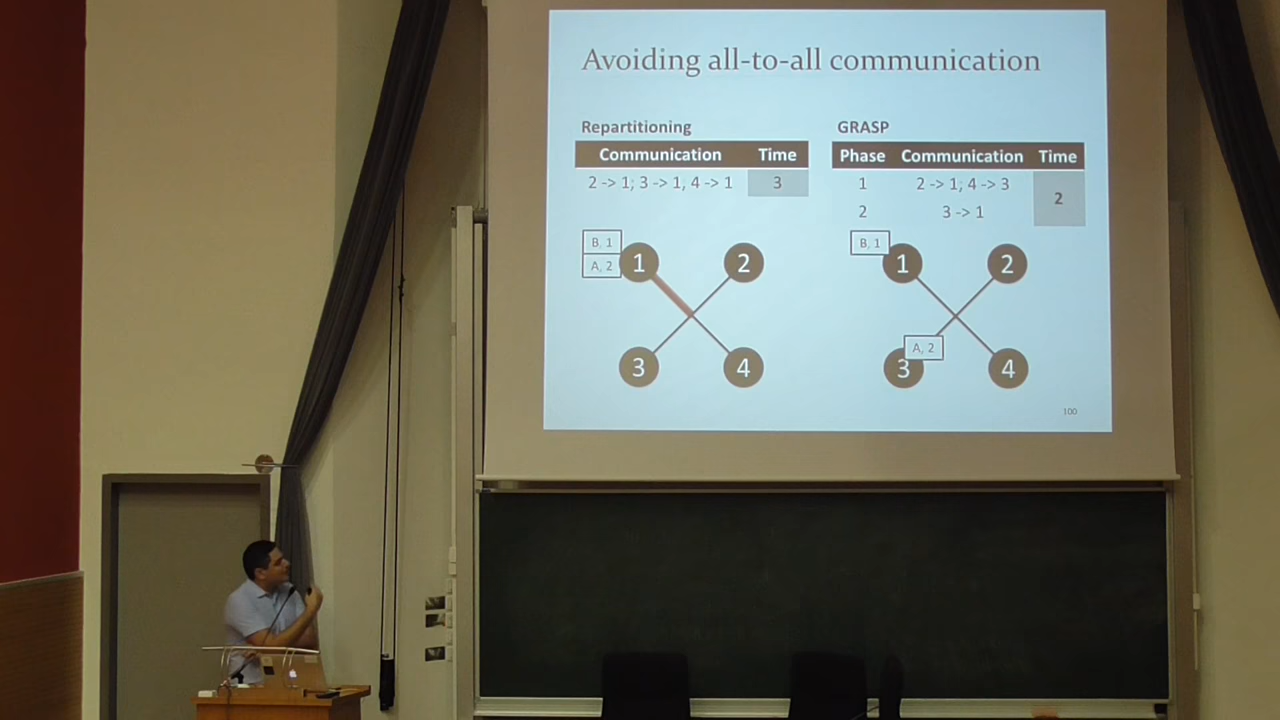 Avoiding all-to-all communication
Repartitioning
Communication Time
2 -> 1, 3 -> 1, 4 -> 1 3
B, 1
A, 2
1 2
3 4
GRASP
Phase Communication Time
1 2 -> 1, 4 -> 3 2
2 3 -> 1
B, 1
1 2
A, 2
3 4
100